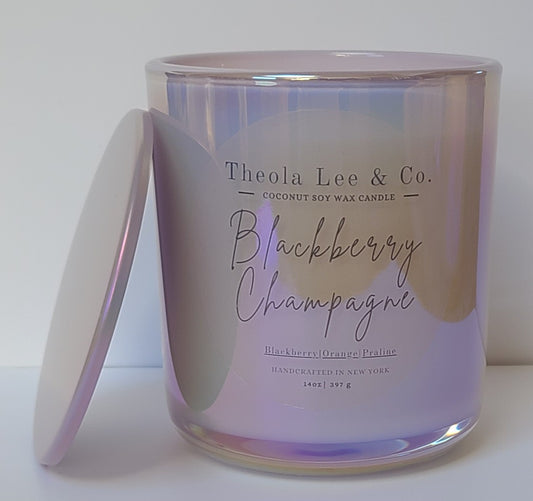 Theola Lee & Co.
COCONUT SOY WAX CANDLE
Blackberry
Champagne
Blackberry|Orange|Praline
HANDCRAFTED IN NEW YORK
14oz| 397 g